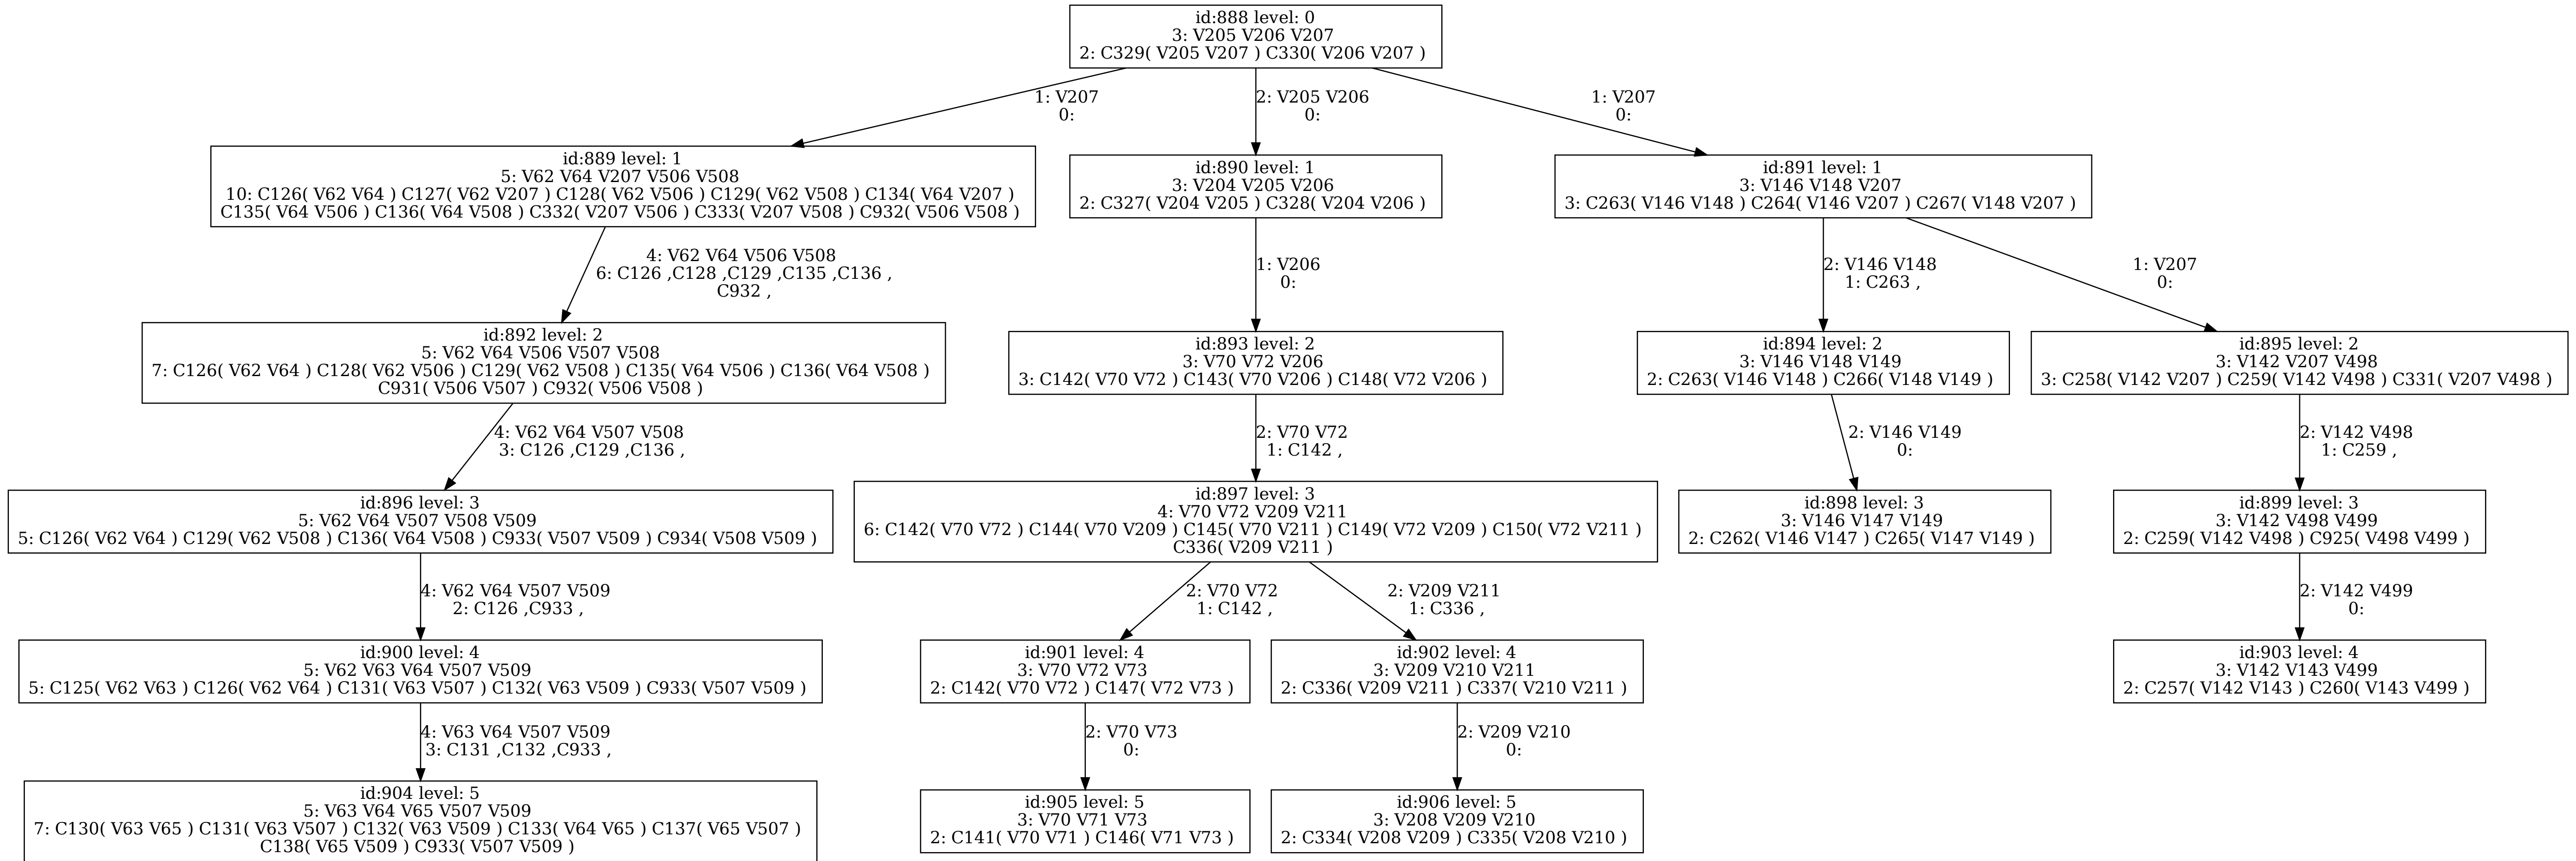 id:888 level: 0
3: V205 V206 V207
2: C329( V205 V207 ) C330( V206 V207 )
1: V207
0:
2: V205 V206
0:
1: V207
0:
id:889 level: 1
5: V62 V64 V207 V506 V508
10: C126( V62 V64 ) C127( V62 V207 ) C128( V62 V506 ) C129( V62 V508 ) C134( V64 V207 )
C135( V64 V506 ) C136( V64 V508 ) C332( V207 V506 ) C333( V207 V508 ) C932( V506 V508 )
id:890 level: 1
3: V204 V205 V206
2: C327( V204 V205 ) C328( V204 V206 )
id:891 level: 1
3: V146 V148 V207
3: C263( V146 V148 ) C264( V146 V207 ) C267( V148 V207 )
4: V62 V64 V506 V508
6: C126 ,C128 ,C129 ,C135 ,C136 ,
C932 ,
1: V206
0:
2: V146 V148
1: C263 ,
1: V207
0:
id:892 level: 2
5: V62 V64 V506 V507 V508
7: C126( V62 V64 ) C128( V62 V506 ) C129( V62 V508 ) C135( V64 V506 ) C136( V64 V508 )
C931( V506 V507 ) C932( V506 V508 )
id:893 level: 2
3: V70 V72 V206
3: C142( V70 V72 ) C143( V70 V206 ) C148( V72 V206 )
id:894 level: 2
3: V146 V148 V149
2: C263( V146 V148 ) C266( V148 V149 )
id:895 level: 2
3: V142 V207 V498
3: C258( V142 V207 ) C259( V142 V498 ) C331( V207 V498 )
4: V62 V64 V507 V508
3: C126 ,C129 ,C136 ,
2: V70 V72
1: C142 ,
2: V146 V149
0:
2: V142 V498
1: C259 ,
id:896 level: 3
5: V62 V64 V507 V508 V509
5: C126( V62 V64 ) C129( V62 V508 ) C136( V64 V508 ) C933( V507 V509 ) C934( V508 V509 )
id:897 level: 3
4: V70 V72 V209 V211
6: C142( V70 V72 ) C144( V70 V209 ) C145( V70 V211 ) C149( V72 V209 ) C150( V72 V211 )
C336( V209 V211 )
id:898 level: 3
3: V146 V147 V149
2: C262( V146 V147 ) C265( V147 V149 )
id:899 level: 3
3: V142 V498 V499
2: C259( V142 V498 ) C925( V498 V499 )
4: V62 V64 V507 V509
2: C126 ,C933 ,
2: V70 V72
1: C142 ,
2: V209 V211
1: C336 ,
2: V142 V499
0:
id:900 level: 4
5: V62 V63 V64 V507 V509
5: C125( V62 V63 ) C126( V62 V64 ) C131( V63 V507 ) C132( V63 V509 ) C933( V507 V509 )
id:901 level: 4
3: V70 V72 V73
2: C142( V70 V72 ) C147( V72 V73 )
id:902 level: 4
3: V209 V210 V211
2: C336( V209 V211 ) C337( V210 V211 )
id:903 level: 4
3: V142 V143 V499
2: C257( V142 V143 ) C260( V143 V499 )
4: V63 V64 V507 V509
3: C131 ,C132 ,C933 ,
2: V70 V73
0:
2: V209 V210
0:
id:904 level: 5
5: V63 V64 V65 V507 V509
7: C130( V63 V65 ) C131( V63 V507 ) C132( V63 V509 ) C133( V64 V65 ) C137( V65 V507 )
C138( V65 V509 ) C933( V507 V509 )
id:905 level: 5
3: V70 V71 V73
2: C141( V70 V71 ) C146( V71 V73 )
id:906 level: 5
3: V208 V209 V210
2: C334( V208 V209 ) C335( V208 V210 )